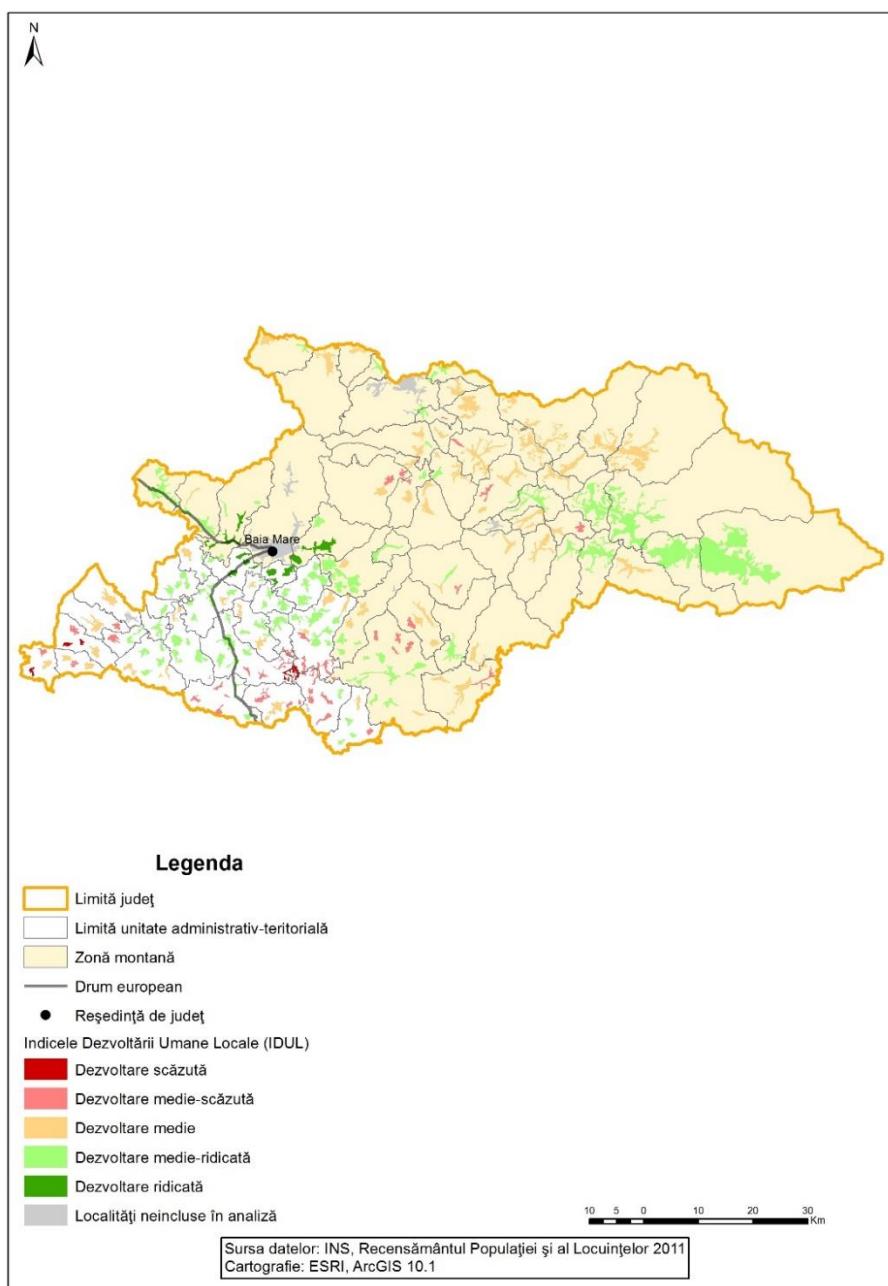 N
Baia Mare
Legenda
Limită judeţ
Limită unitate administrativ-teritorială
Zonă montană
Drum european
Reşedinţă de judeţ
Indicele Dezvoltării Umane Locale (IDUL)
Dezvoltare scăzută
Dezvoltare medie-scăzută
Dezvoltare medie
Dezvoltare medie-ridicată
Dezvoltare ridicată
Localităţi neincluse în analiză
10 5 0 10 20 30
Km
Sursa datelor: INS, Recensământul Populaţiei şi al Locuinţelor 2011
Cartografie: ESRI, ArcGIS 10.1